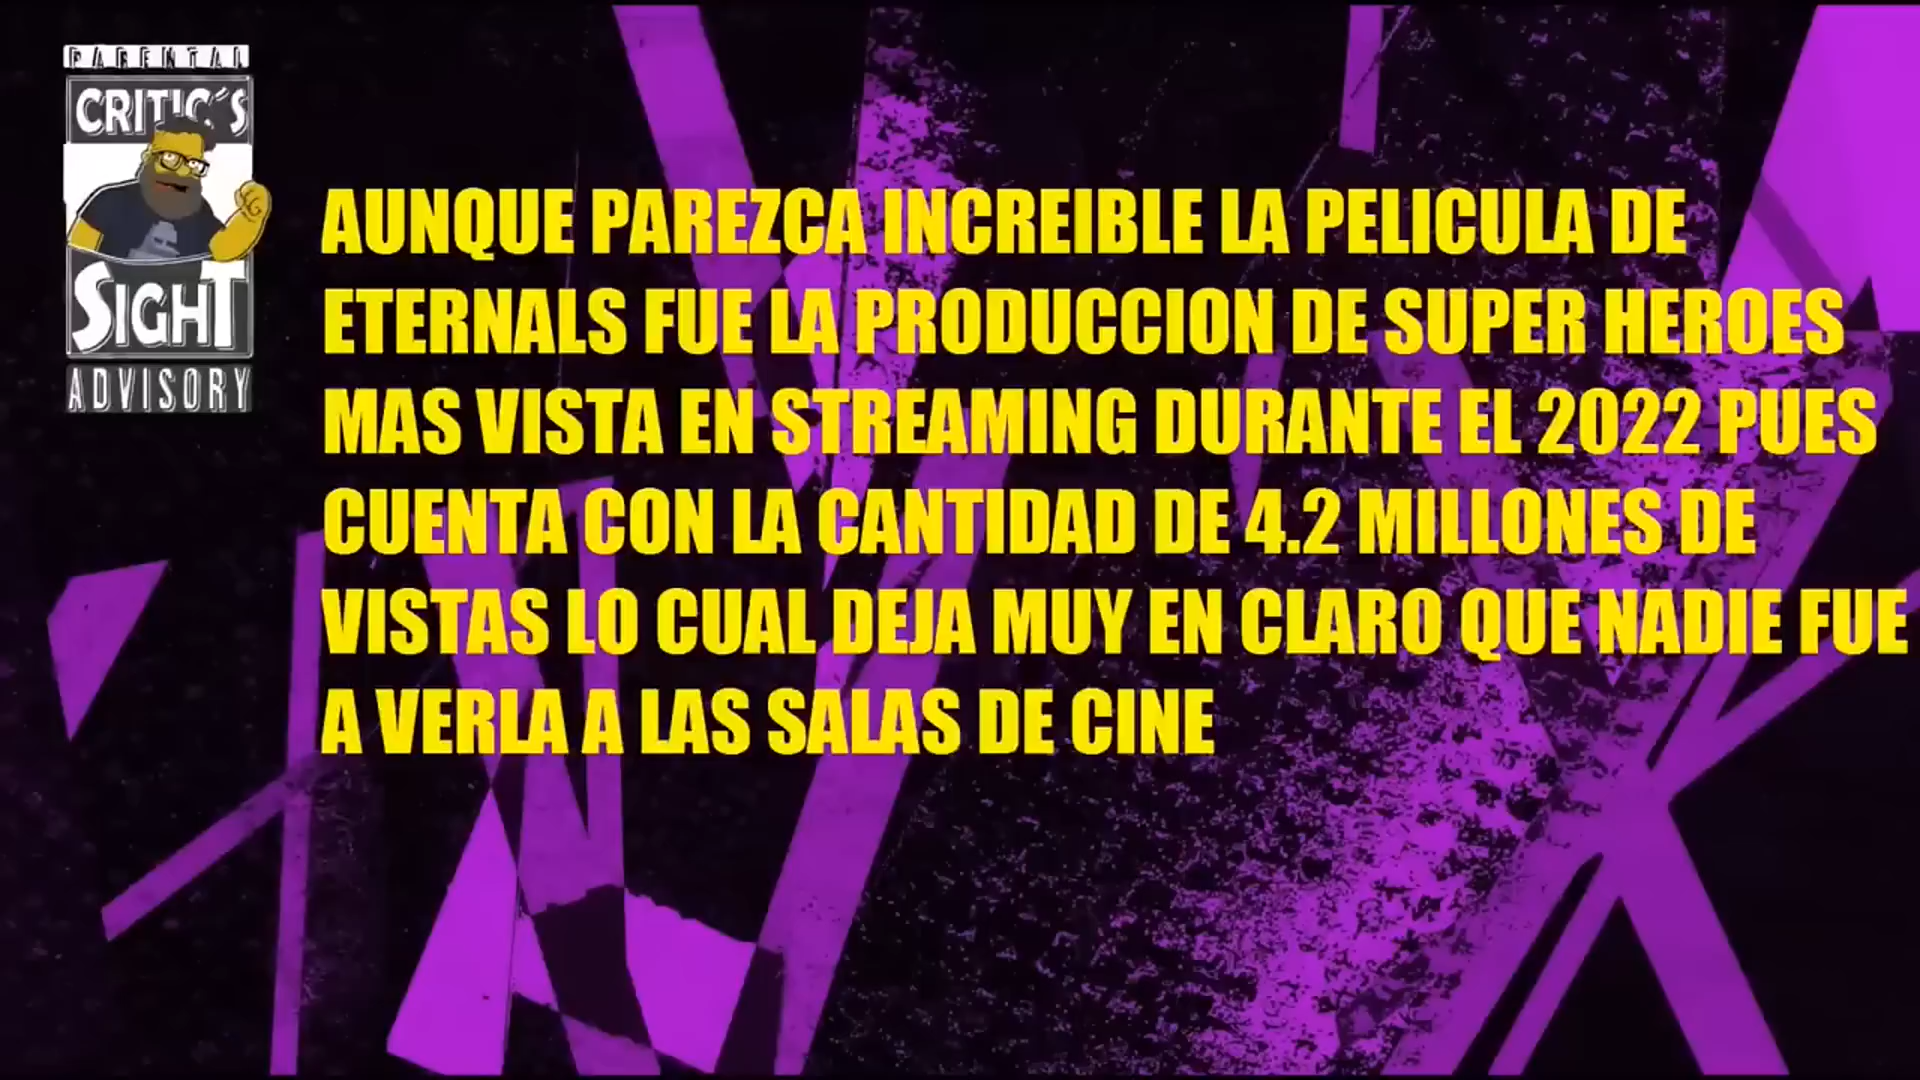 PARENTAL
CRITIC´S
SIGHT
ADVISORY
AUNQUE PAREZCA INCREIBLE LA PELICULA DE
ETERNALS FUE LA PRODUCCION DE SUPER HEROES
MAS VISTA EN STREAMING DURANTE EL 2022 PUES
CUENTA CON LA CANTIDAD DE 4.2 MILLONES DE
VISTAS LO CUAL DEJA MUY EN CLARO QUE NADIE FUE
A VERLA A LAS SALAS DE CINE